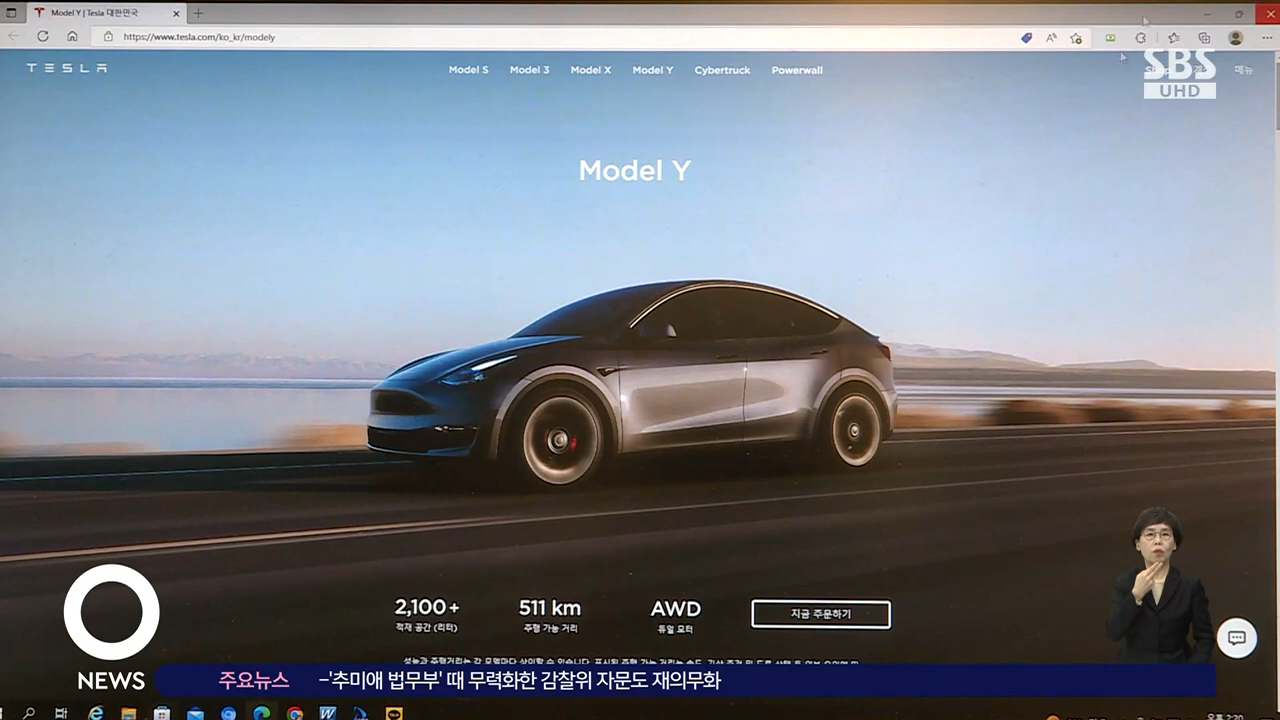 Model Y | Tesla 대한민국
https://www.tesla.com/ko_kr/modely
TESLA
Model S
Model 3
Model X
Model Y
Cybertruck
Powerwall
메뉴
SBS
UHD
Model Y
2,100+
적재 공간 (리터)
511 km
주행 가능 거리
AWD
듀얼 모터
지금 주문하기
NEWS
주요뉴스
-'추미애 법무부' 때 무력화한 감찰위 자문도 재의무화